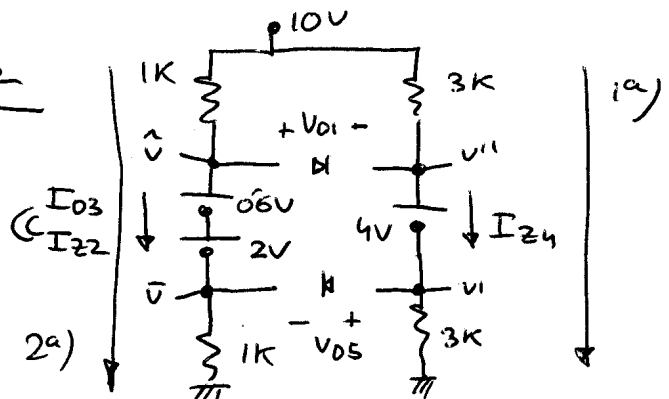 10V
1K
3K
1a)
+ VD1 -
ṽ
v''
ID3
IZ2
0'6V
2V
4V
IZ4
v̄
v'
- VD5 +
2a)
1K
3K